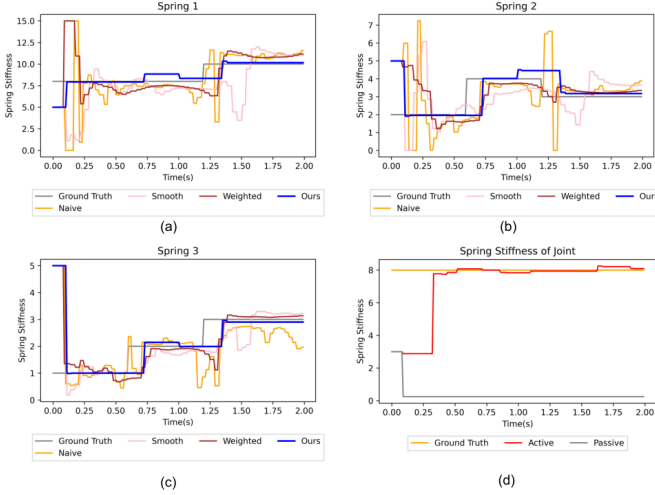 Spring 1
Spring Stiffness
15.0
12.5
10.0
7.5
5.0
2.5
0.0
0.00 0.25 0.50 0.75 1.00 1.25 1.50 1.75 2.00
Time(s)
Ground Truth Smooth Weighted Ours
Naive
(a)
Spring 2
Spring Stiffness
7
6
5
4
3
2
1
0
0.00 0.25 0.50 0.75 1.00 1.25 1.50 1.75 2.00
Time(s)
Ground Truth Smooth Weighted Ours
Naive
(b)
Spring 3
Spring Stiffness
5
4
3
2
1
0
0.00 0.25 0.50 0.75 1.00 1.25 1.50 1.75 2.00
Time(s)
Ground Truth Smooth Weighted Ours
Naive
(c)
Spring Stiffness of Joint
Spring Stiffness
8
6
4
2
0
0.00 0.25 0.50 0.75 1.00 1.25 1.50 1.75 2.00
Time(s)
Ground Truth Active Passive
(d)